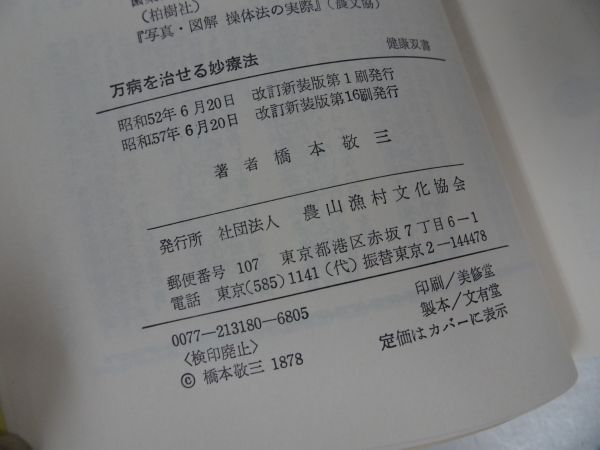 (柏樹社)
『写真・図解 操体法の実際』(農文協)
万病を治せる妙療法
健康双書
昭和52年6月20日 改訂新装版第1刷発行
昭和57年6月20日 改訂新装版第16刷発行
著者 橋本敬三
発行所 社団法人 農山漁村文化協会
郵便番号 107 東京都港区赤坂7丁目6-1
電話 東京(585)1141(代) 振替東京2-144478
0077-213180-6805
印刷/美修堂
〈検印廃止〉
製本/文有堂
© 橋本敬三 1878
定価はカバーに表示